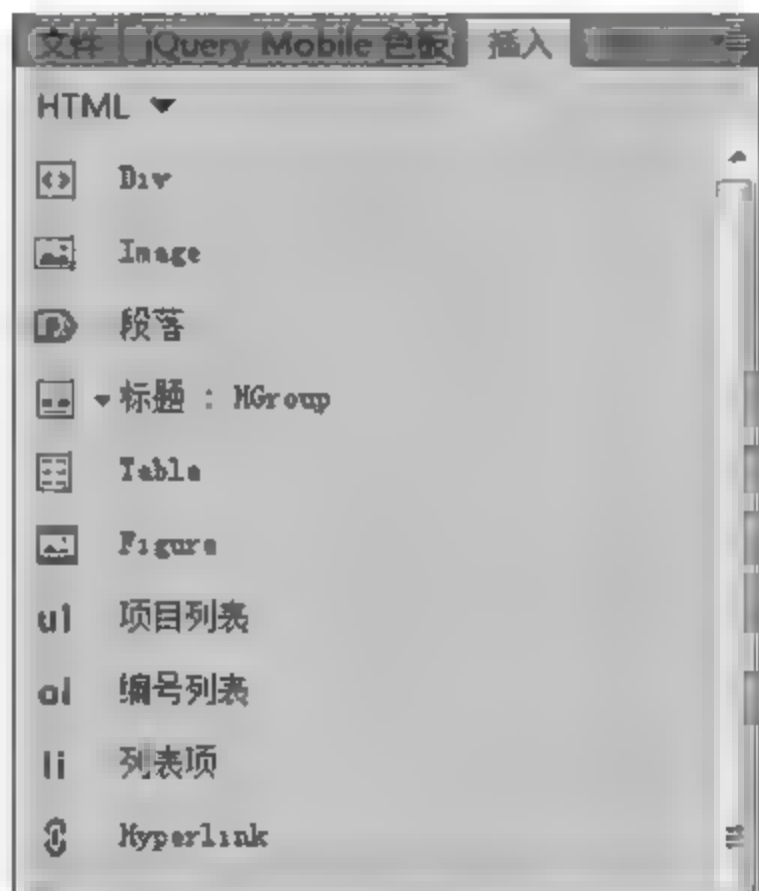 文件 jQuery Mobile 色板 插入
HTML
Div
Image
段落
标题 : HGroup
Table
Figure
ul 项目列表
ol 编号列表
li 列表项
Hyperlink